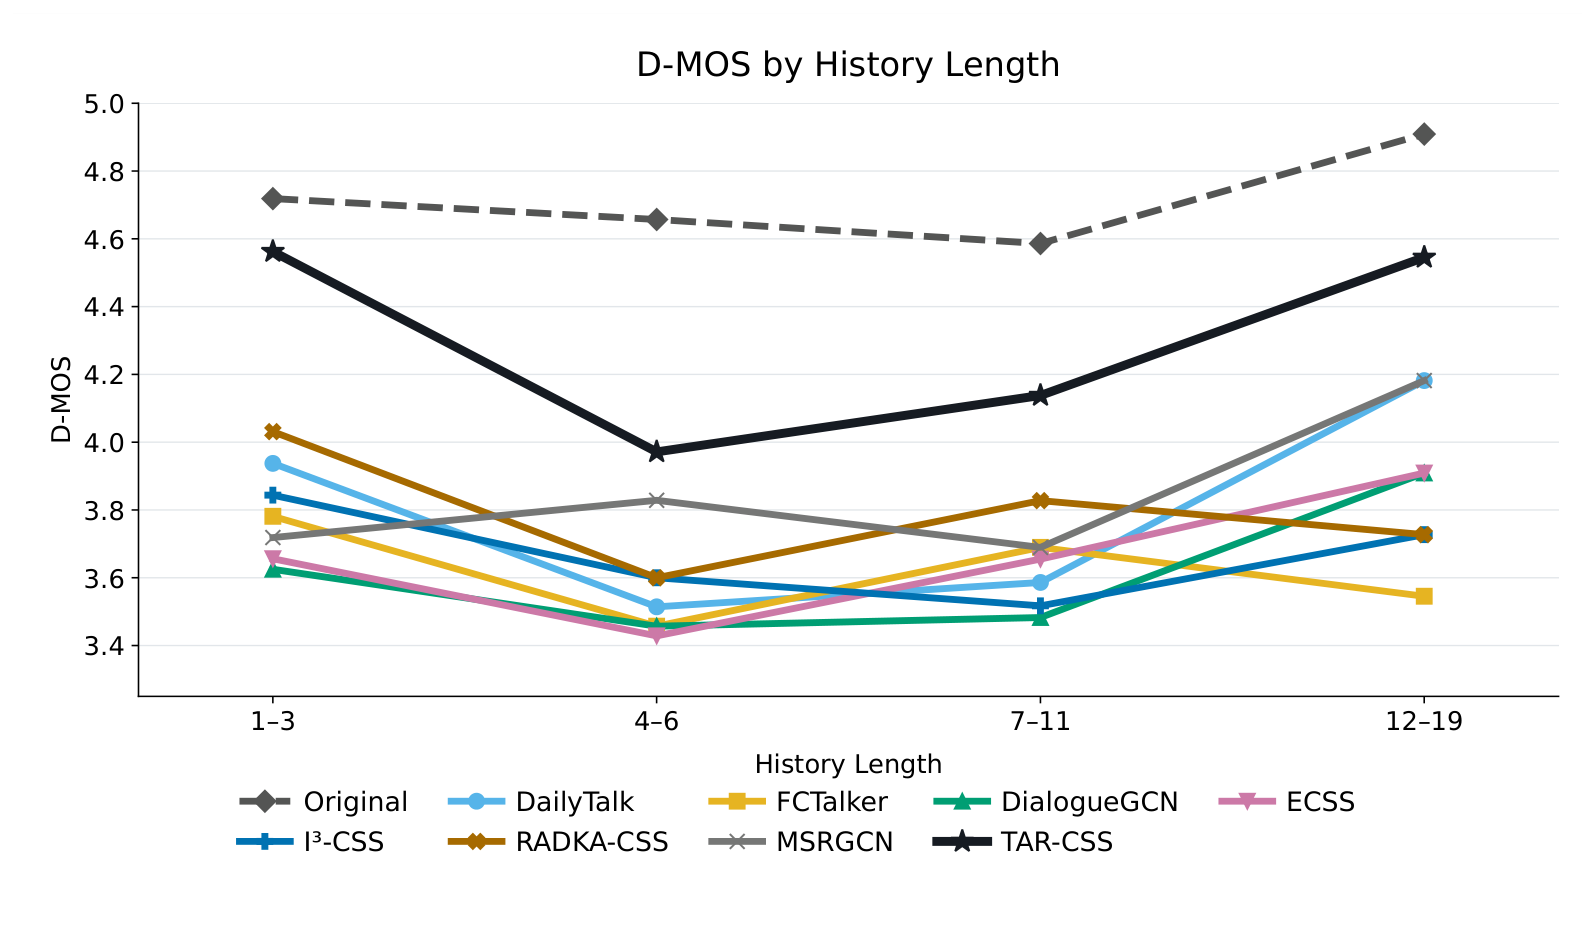 D-MOS by History Length
5.0
4.8
4.6
4.4
4.2
4.0
3.8
3.6
3.4
D-MOS
1–3 4–6 7–11 12–19
History Length
Original DailyTalk FCTalker DialogueGCN ECSS
I³-CSS RADKA-CSS MSRGCN TAR-CSS